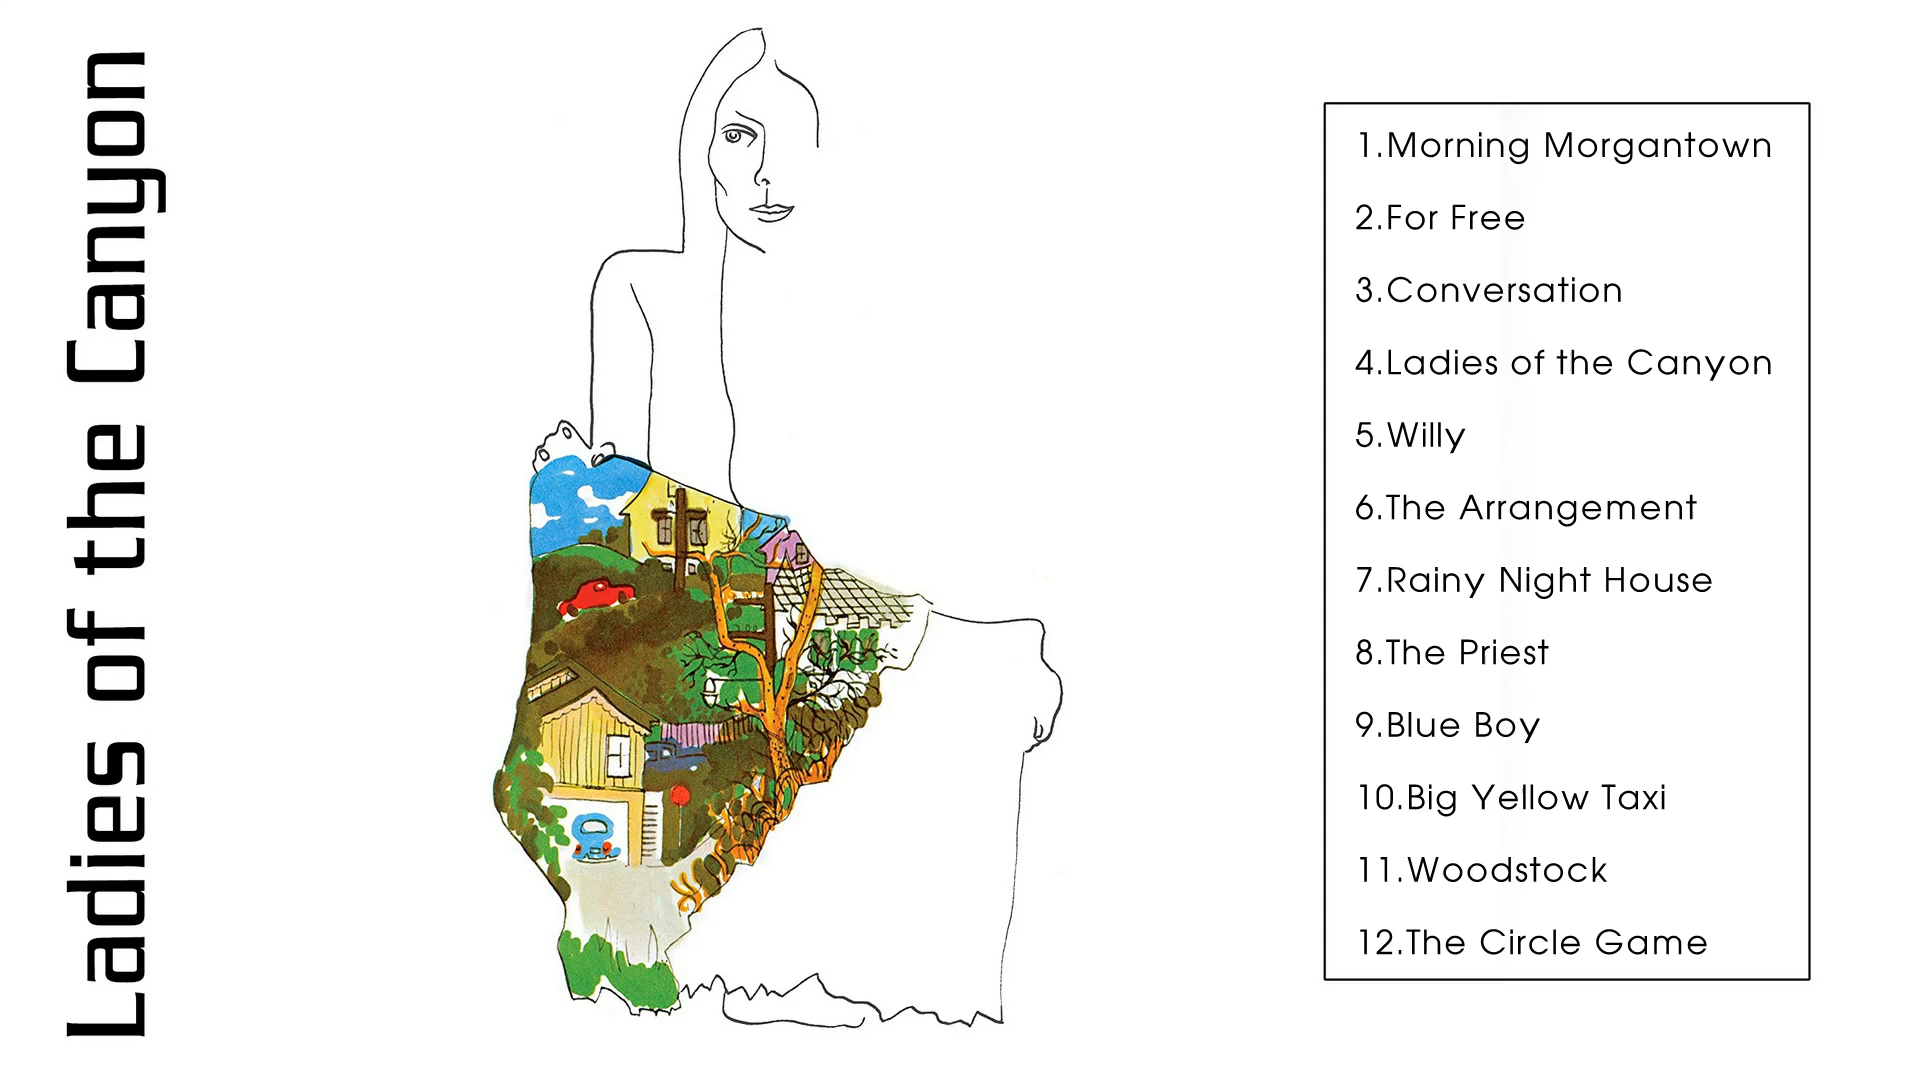 Ladies of the Canyon
1.Morning Morgantown
2.For Free
3.Conversation
4.Ladies of the Canyon
5.Willy
6.The Arrangement
7.Rainy Night House
8.The Priest
9.Blue Boy
10.Big Yellow Taxi
11.Woodstock
12.The Circle Game